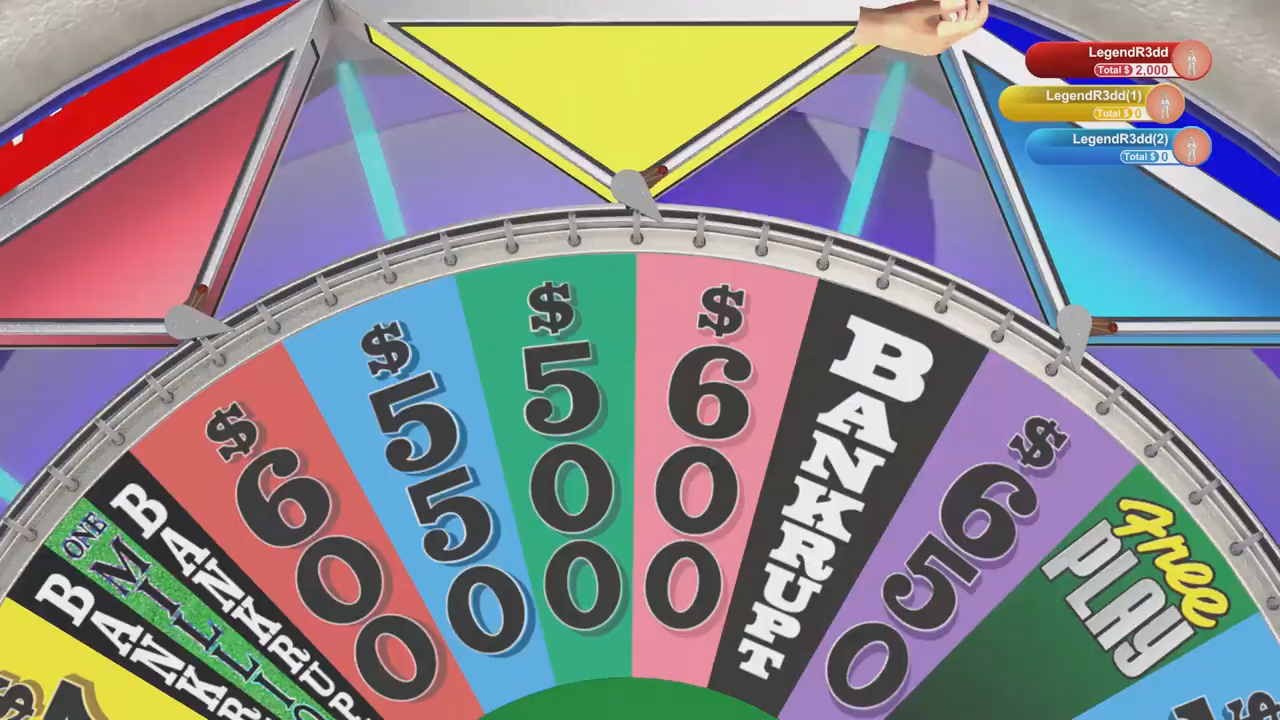 LegendR3dd
Total $ 2,000
LegendR3dd(1)
Total $ 0
LegendR3dd(2)
Total $ 0
BANKRUPT
ONE MILLIO
BANKRUPT
$600
$550
$500
$600
BANKRUPT
$650
Free
PLAY